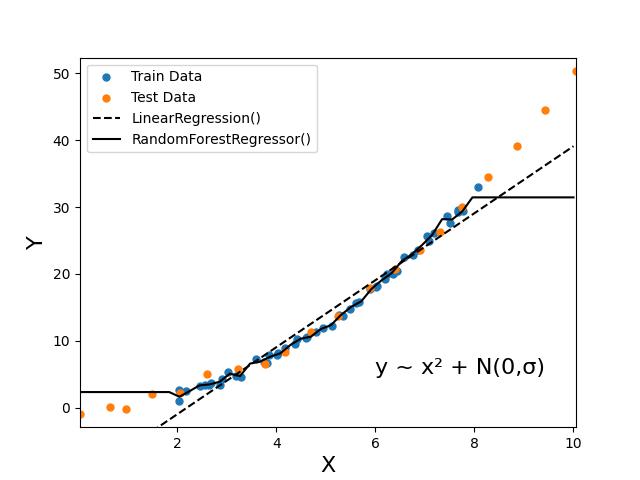 50
40
30
20
10
0
Y
Train Data
Test Data
LinearRegression()
RandomForestRegressor()
y ~ x² + N(0,σ)
2 4 6 8 10
X